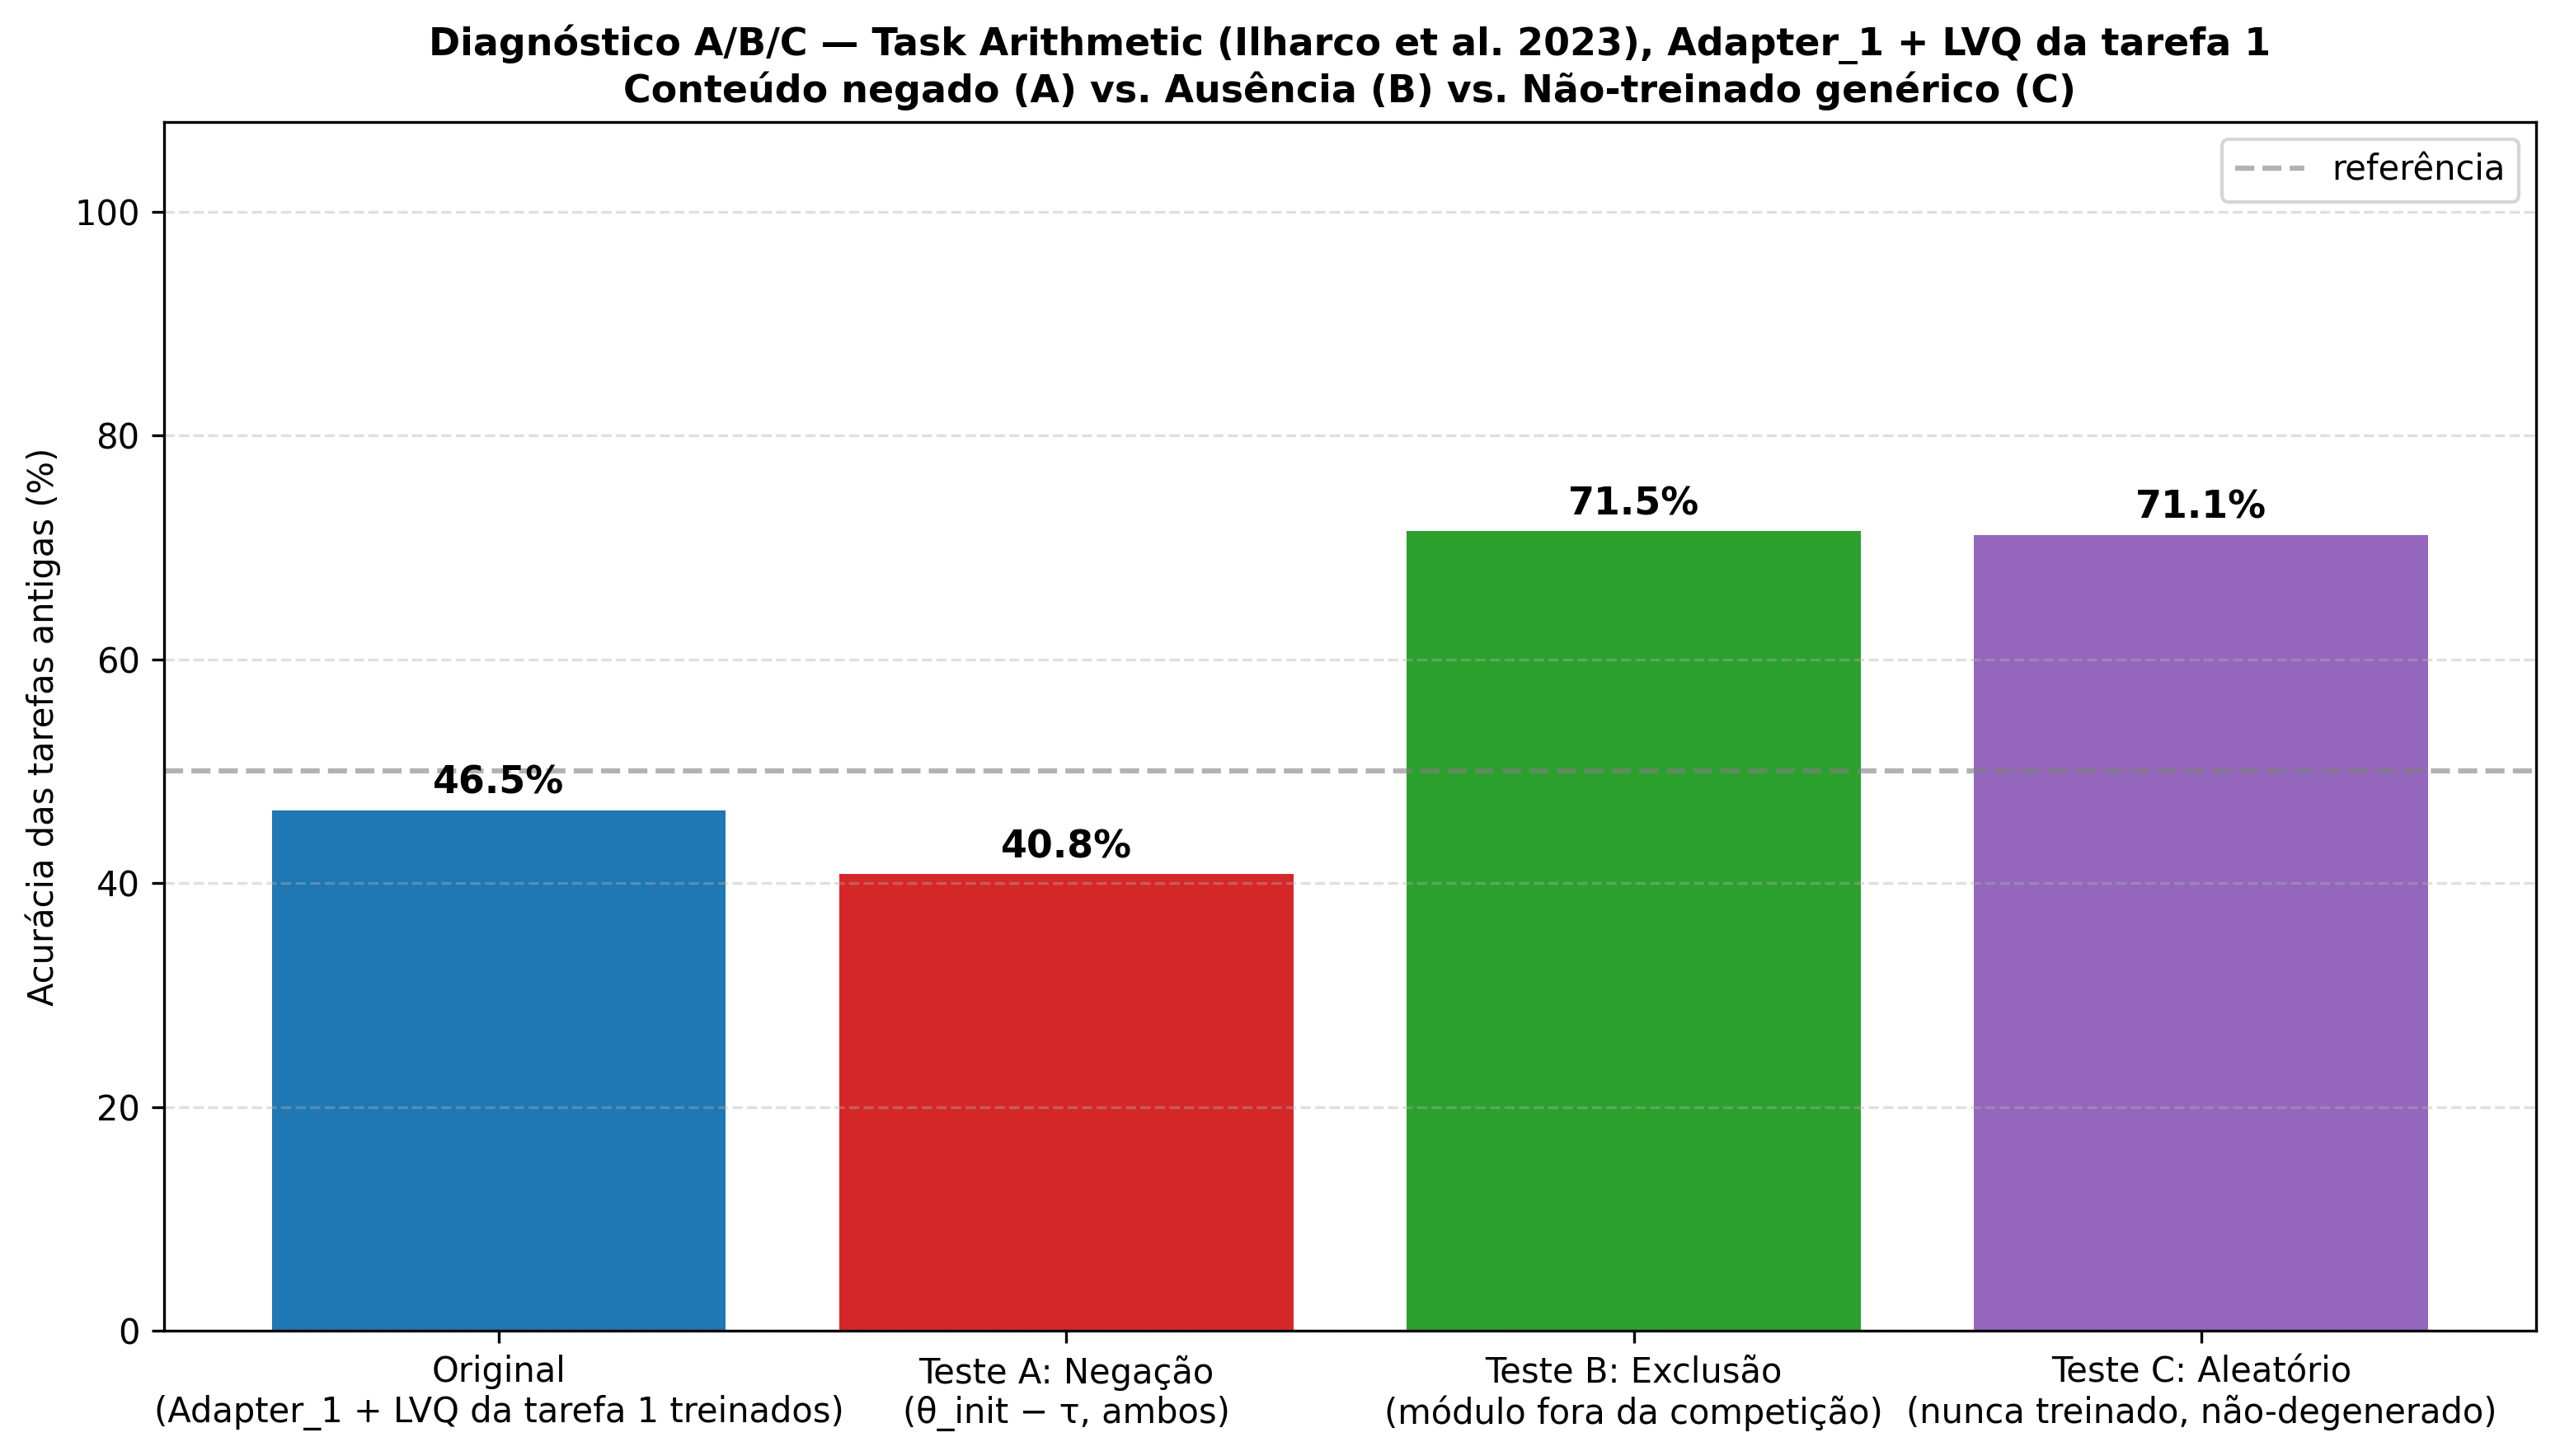 Diagnóstico A/B/C — Task Arithmetic (Ilharco et al. 2023), Adapter_1 + LVQ da tarefa 1
Conteúdo negado (A) vs. Ausência (B) vs. Não-treinado genérico (C)
referência
Acurácia das tarefas antigas (%)
100
80
60
40
20
0
46.5%
40.8%
71.5%
71.1%
Original
(Adapter_1 + LVQ da tarefa 1 treinados)
Teste A: Negação
(θ_init − τ, ambos)
Teste B: Exclusão
(módulo fora da competição)
Teste C: Aleatório
(nunca treinado, não-degenerado)